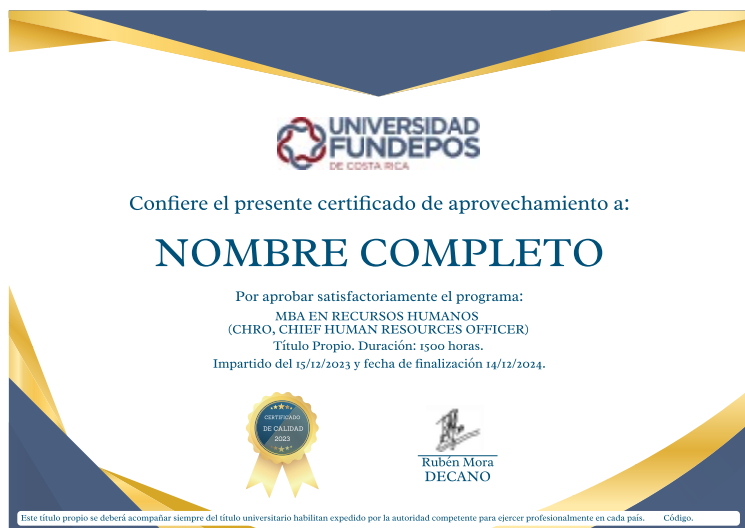 UNIVERSIDAD
FUNDEPOS
DE COSTA RICA
Confiere el presente certificado de aprovechamiento a:
NOMBRE COMPLETO
Por aprobar satisfactoriamente el programa:
MBA EN RECURSOS HUMANOS
(CHRO, CHIEF HUMAN RESOURCES OFFICER)
Título Propio. Duración: 1500 horas.
Impartido del 15/12/2023 y fecha de finalización 14/12/2024.
CERTIFICADO
DE CALIDAD
2023
Rubén Mora
DECANO
Este título propio se deberá acompañar siempre del título universitario habilitan expedido por la autoridad competente para ejercer profesionalmente en cada país. Código.